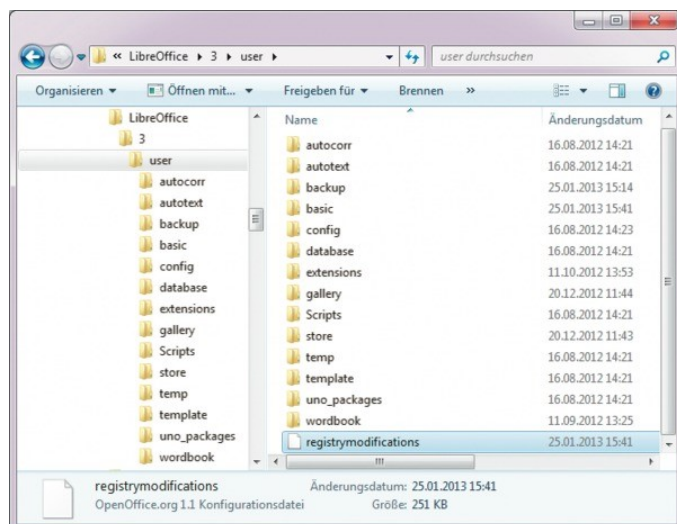 « LibreOffice ▸ 3 ▸ user ▸
user durchsuchen
Organisieren
Öffnen mit...
Freigeben für
Brennen
»
LibreOffice
3
user
autocorr
autotext
backup
basic
config
database
extensions
gallery
Scripts
store
temp
template
uno_packages
wordbook
Name Änderungsdatum
autocorr 16.08.2012 14:21
autotext 16.08.2012 14:21
backup 25.01.2013 15:14
basic 25.01.2013 15:41
config 16.08.2012 14:23
database 16.08.2012 14:21
extensions 11.10.2012 13:53
gallery 20.12.2012 11:44
Scripts 16.08.2012 14:21
store 20.12.2012 11:43
temp 16.08.2012 14:21
template 16.08.2012 14:21
uno_packages 16.08.2012 14:21
wordbook 11.09.2012 13:25
registrymodifications 25.01.2013 15:41
registrymodifications Änderungsdatum: 25.01.2013 15:41
OpenOffice.org 1.1 Konfigurationsdatei Größe: 251 KB